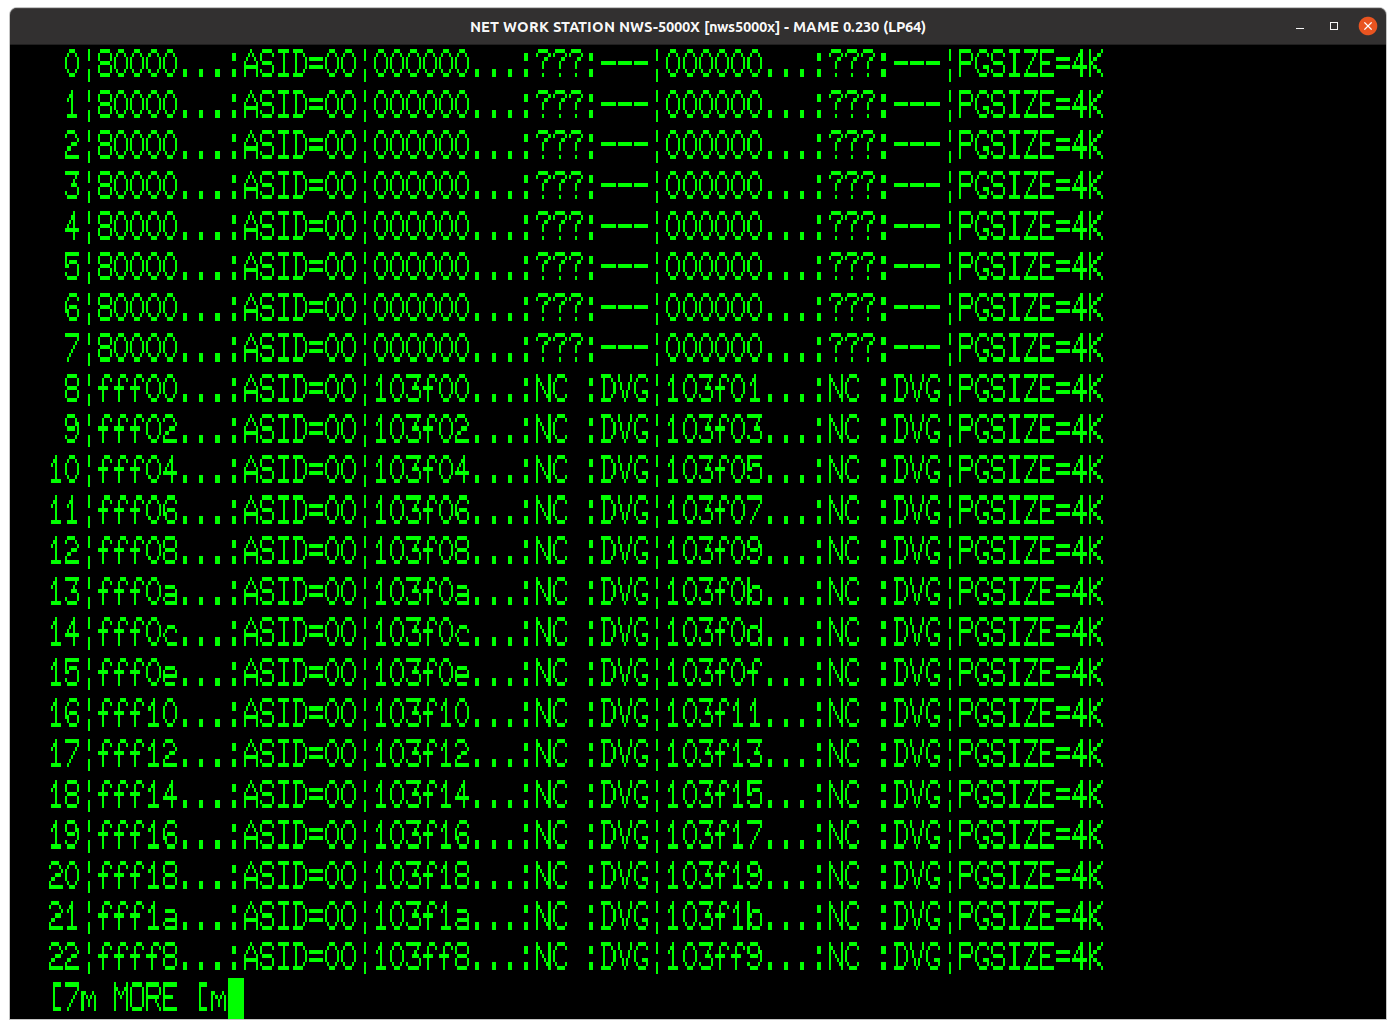 NET WORK STATION NWS-5000X [nws5000x] - MAME 0.230 (LP64)
0|80000...:ASID=00|000000...:???:---|000000...:???:---|PGSIZE=4K
1|80000...:ASID=00|000000...:???:---|000000...:???:---|PGSIZE=4K
2|80000...:ASID=00|000000...:???:---|000000...:???:---|PGSIZE=4K
3|80000...:ASID=00|000000...:???:---|000000...:???:---|PGSIZE=4K
4|80000...:ASID=00|000000...:???:---|000000...:???:---|PGSIZE=4K
5|80000...:ASID=00|000000...:???:---|000000...:???:---|PGSIZE=4K
6|80000...:ASID=00|000000...:???:---|000000...:???:---|PGSIZE=4K
7|80000...:ASID=00|000000...:???:---|000000...:???:---|PGSIZE=4K
8|fff00...:ASID=00|103f00...:NC :DVG|103f01...:NC :DVG|PGSIZE=4K
9|fff02...:ASID=00|103f02...:NC :DVG|103f03...:NC :DVG|PGSIZE=4K
10|fff04...:ASID=00|103f04...:NC :DVG|103f05...:NC :DVG|PGSIZE=4K
11|fff06...:ASID=00|103f06...:NC :DVG|103f07...:NC :DVG|PGSIZE=4K
12|fff08...:ASID=00|103f08...:NC :DVG|103f09...:NC :DVG|PGSIZE=4K
13|fff0a...:ASID=00|103f0a...:NC :DVG|103f0b...:NC :DVG|PGSIZE=4K
14|fff0c...:ASID=00|103f0c...:NC :DVG|103f0d...:NC :DVG|PGSIZE=4K
15|fff0e...:ASID=00|103f0e...:NC :DVG|103f0f...:NC :DVG|PGSIZE=4K
16|fff10...:ASID=00|103f10...:NC :DVG|103f11...:NC :DVG|PGSIZE=4K
17|fff12...:ASID=00|103f12...:NC :DVG|103f13...:NC :DVG|PGSIZE=4K
18|fff14...:ASID=00|103f14...:NC :DVG|103f15...:NC :DVG|PGSIZE=4K
19|fff16...:ASID=00|103f16...:NC :DVG|103f17...:NC :DVG|PGSIZE=4K
20|fff18...:ASID=00|103f18...:NC :DVG|103f19...:NC :DVG|PGSIZE=4K
21|fff1a...:ASID=00|103f1a...:NC :DVG|103f1b...:NC :DVG|PGSIZE=4K
22|ffff8...:ASID=00|103ff8...:NC :DVG|103ff9...:NC :DVG|PGSIZE=4K
[7m MORE [m